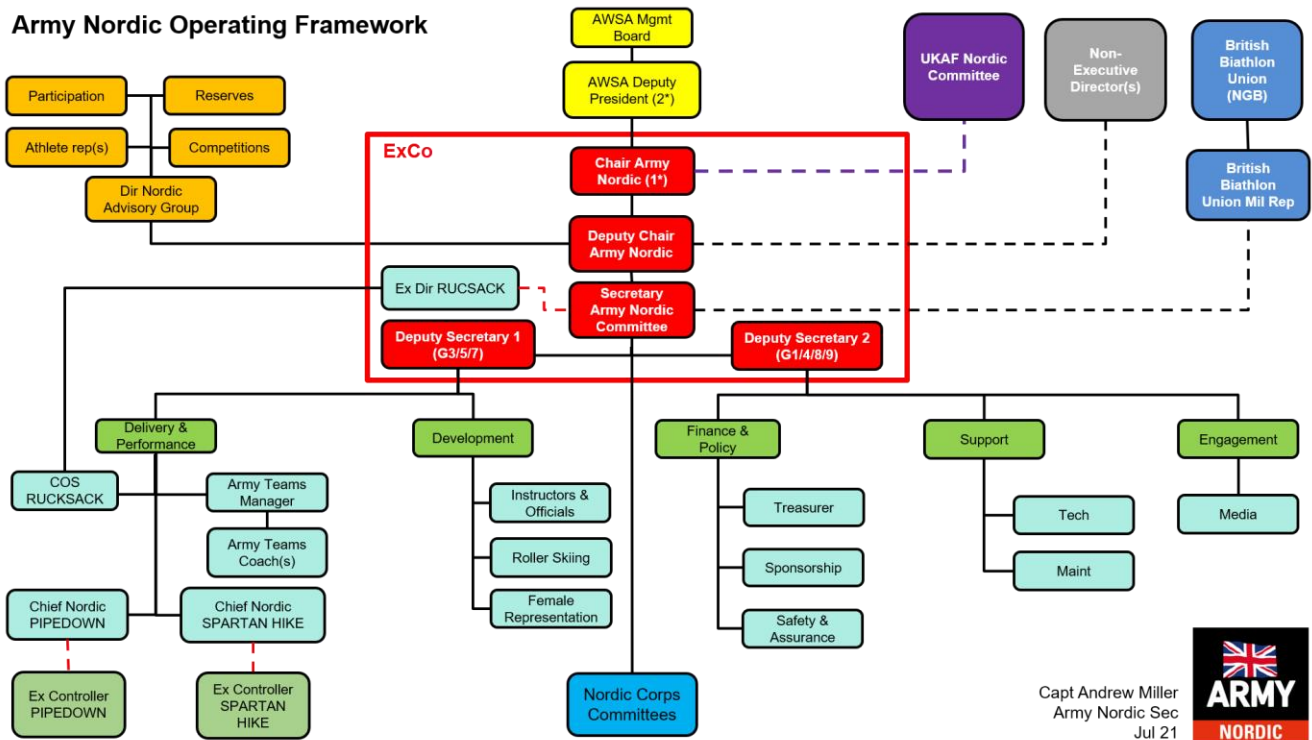 Army Nordic Operating Framework
AWSA Mgmt
Board
AWSA Deputy
President (2*)
UKAF Nordic
Committee
Non-
Executive
Director(s)
British
Biathlon
Union
(NGB)
British
Biathlon
Union Mil Rep
Participation
Reserves
Athlete rep(s)
Competitions
Dir Nordic
Advisory Group
ExCo
Chair Army
Nordic (1*)
Deputy Chair
Army Nordic
Ex Dir RUCSACK
Secretary
Army Nordic
Committee
Deputy Secretary 1
(G3/5/7)
Deputy Secretary 2
(G1/4/8/9)
Delivery &
Performance
Development
Finance &
Policy
Support
Engagement
COS
RUCKSACK
Army Teams
Manager
Army Teams
Coach(s)
Chief Nordic
PIPEDOWN
Chief Nordic
SPARTAN HIKE
Ex Controller
PIPEDOWN
Ex Controller
SPARTAN
HIKE
Instructors &
Officials
Roller Skiing
Female
Representation
Treasurer
Sponsorship
Safety &
Assurance
Tech
Maint
Media
Nordic Corps
Committees
Capt Andrew Miller
Army Nordic Sec
Jul 21
ARMY
NORDIC